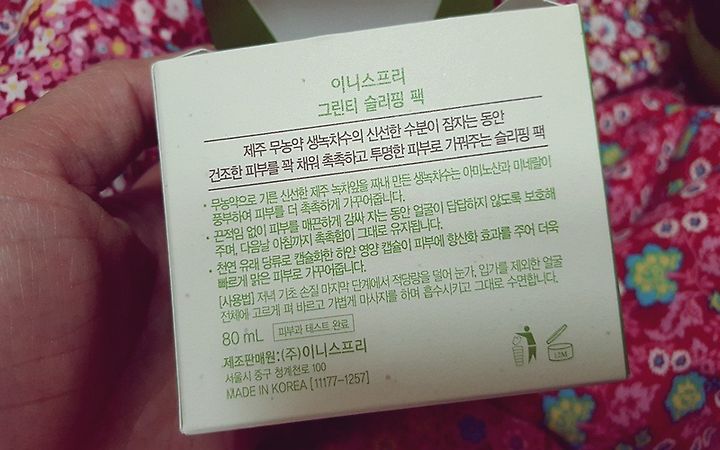 이니스프리
그린티 슬리핑 팩
제주 무농약 생녹차수의 신선한 수분이 잠자는 동안
건조한 피부를 꽉 채워 촉촉하고 투명한 피부로 가꿔주는 슬리핑 팩
• 무농약으로 기른 신선한 제주 녹차잎을 짜내 만든 생녹차수는 아미노산과 미네랄이
풍부하여 피부를 더 촉촉하게 가꾸어줍니다.
• 끈적임 없이 피부를 매끈하게 감싸 자는 동안 얼굴이 답답하지 않도록 보호해
주며, 다음날 아침까지 촉촉함이 그대로 유지됩니다.
• 천연 유래 당류로 캡슐화한 하얀 영양 캡슐이 피부에 항산화 효과를 주어 더욱
빠르게 맑은 피부로 가꾸어줍니다.
[사용법] 저녁 기초 손질 마지막 단계에서 적당량을 덜어 눈가, 입가를 제외한 얼굴
전체에 고르게 펴 바르고 가볍게 마사지를 하며 흡수시키고 그대로 수면합니다.
80 mL 피부과 테스트 완료
제조판매원: (주)이니스프리
서울시 중구 청계천로 100
MADE IN KOREA [11177-1257]
12M